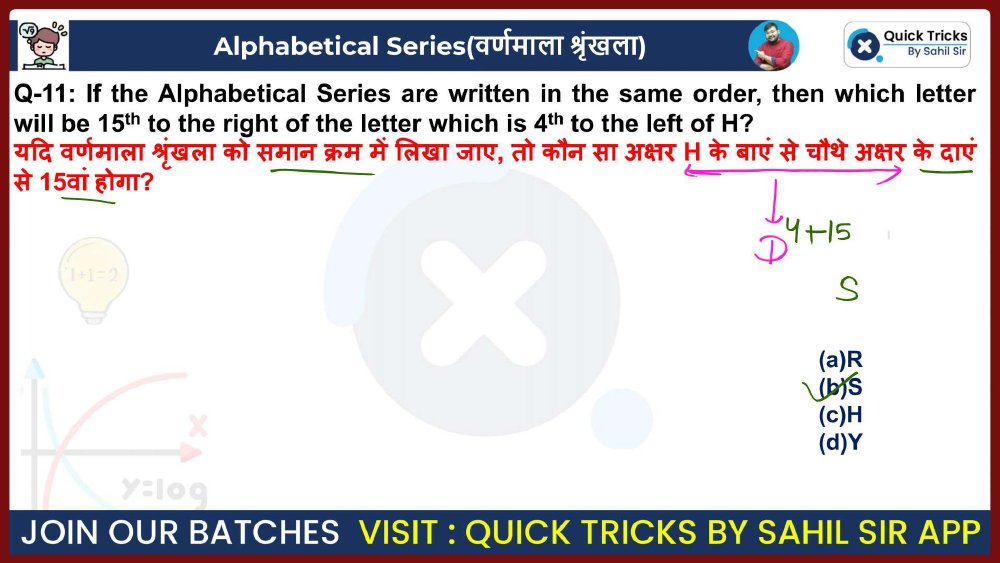 √9
Alphabetical Series(वर्णमाला श्रृंखला)
Quick Tricks
By Sahil Sir
Q-11: If the Alphabetical Series are written in the same order, then which letter
will be 15th to the right of the letter which is 4th to the left of H?
यदि वर्णमाला श्रृंखला को समान क्रम में लिखा जाए, तो कौन सा अक्षर H के बाएं से चौथे अक्षर के दाएं
से 15वां होगा?
4+15
D
S
1+1=2
(a)R
(b)S
(c)H
(d)Y
x
y=log
JOIN OUR BATCHES VISIT : QUICK TRICKS BY SAHIL SIR APP